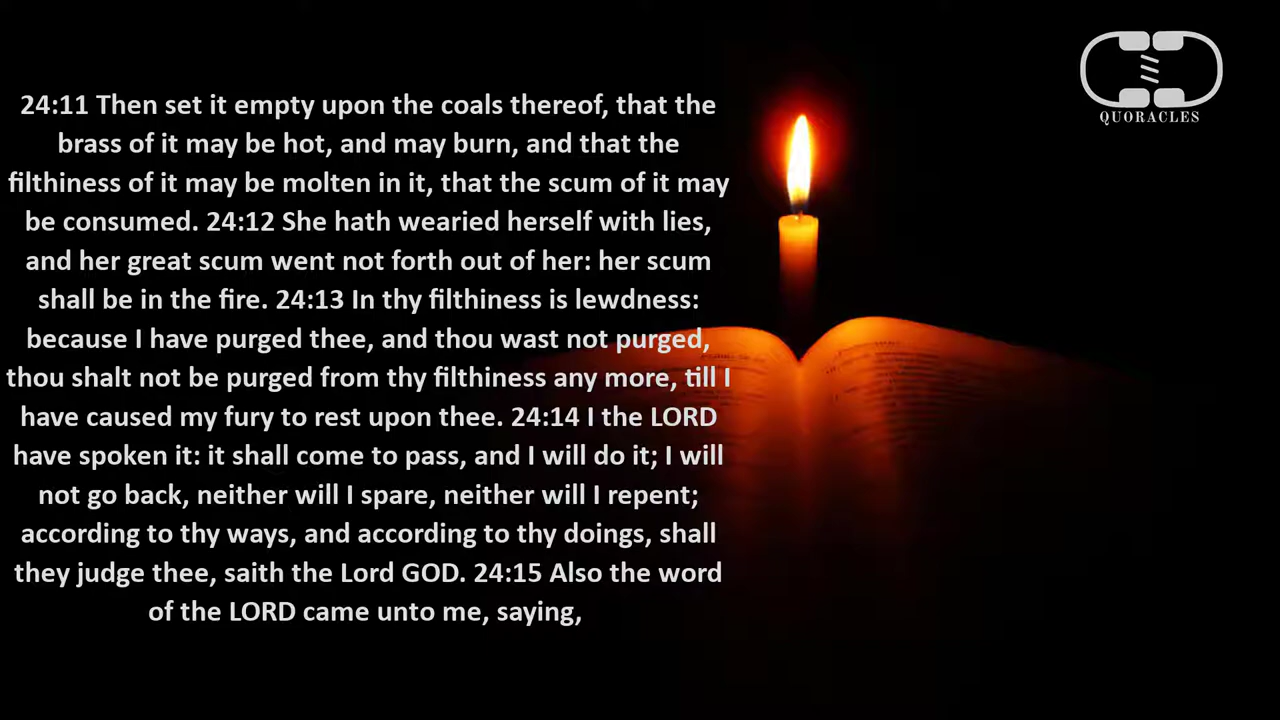 24:11 Then set it empty upon the coals thereof, that the
brass of it may be hot, and may burn, and that the
filthiness of it may be molten in it, that the scum of it may
be consumed. 24:12 She hath wearied herself with lies,
and her great scum went not forth out of her: her scum
shall be in the fire. 24:13 In thy filthiness is lewdness:
because I have purged thee, and thou wast not purged,
thou shalt not be purged from thy filthiness any more, till I
have caused my fury to rest upon thee. 24:14 I the LORD
have spoken it: it shall come to pass, and I will do it; I will
not go back, neither will I spare, neither will I repent;
according to thy ways, and according to thy doings, shall
they judge thee, saith the Lord GOD. 24:15 Also the word
of the LORD came unto me, saying,
QUORACLES